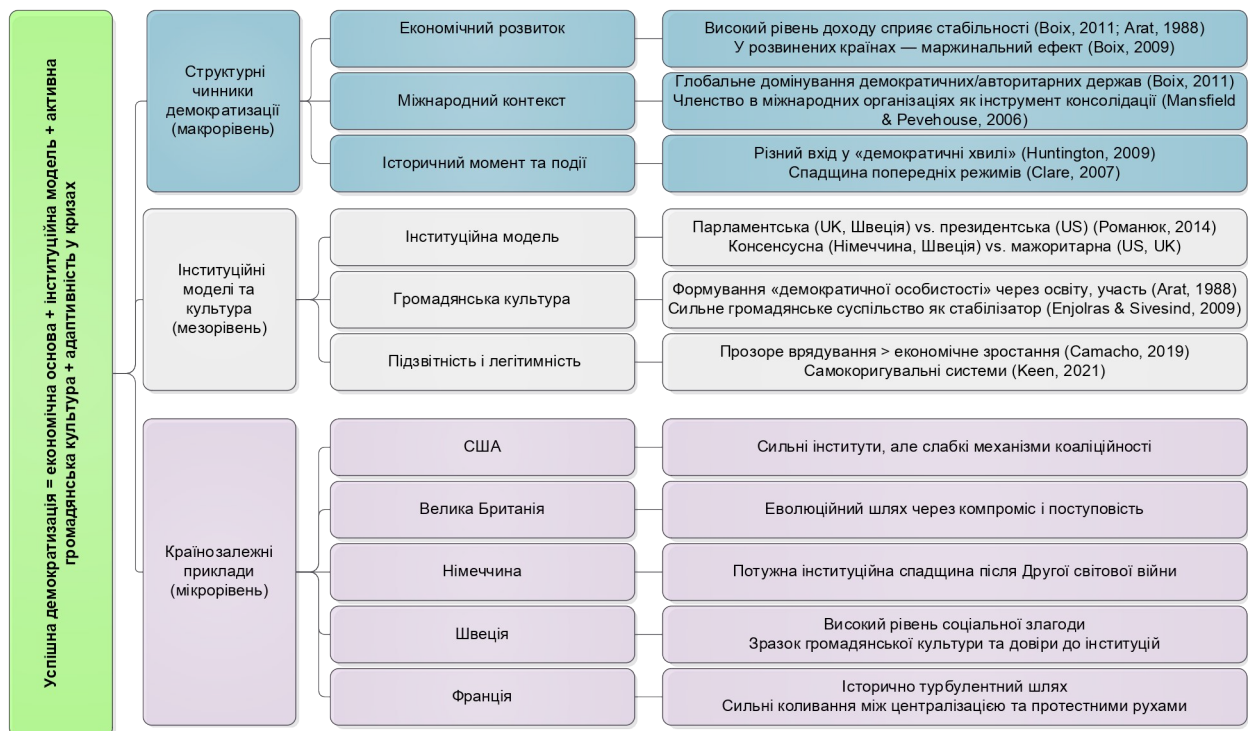 Успішна демократизація = економічна основа + інституційна модель + активна
громадянська культура + адаптивність у кризах
Структурні
чинники
демократизації
(макрорівень)
Економічний розвиток
Високий рівень доходу сприяє стабільності (Boix, 2011; Arat, 1988)
У розвинених країнах — маржинальний ефект (Boix, 2009)
Міжнародний контекст
Глобальне домінування демократичних/авторитарних держав (Boix, 2011)
Членство в міжнародних організаціях як інструмент консолідації (Mansfield
& Pevehouse, 2006)
Історичний момент та події
Різний вхід у «демократичні хвилі» (Huntington, 2009)
Спадщина попередніх режимів (Clare, 2007)
Інституційні
моделі та
культура
(мезорівень)
Інституційна модель
Парламентська (UK, Швеція) vs. президентська (US) (Романюк, 2014)
Консенсусна (Німеччина, Швеція) vs. мажоритарна (US, UK)
Громадянська культура
Формування «демократичної особистості» через освіту, участь (Arat, 1988)
Сильне громадянське суспільство як стабілізатор (Enjolras & Sivesind, 2009)
Підзвітність і легітимність
Прозоре врядування > економічне зростання (Camacho, 2019)
Самокоригувальні системи (Keen, 2021)
Країнозалежні
приклади
(мікрорівень)
США
Сильні інститути, але слабкі механізми коаліційності
Велика Британія
Еволюційний шлях через компроміс і поступовість
Німеччина
Потужна інституційна спадщина після Другої світової війни
Швеція
Високий рівень соціальної злагоди
Зразок громадянської культури та довіри до інституцій
Франція
Історично турбулентний шлях
Сильні коливання між централізацією та протестними рухами